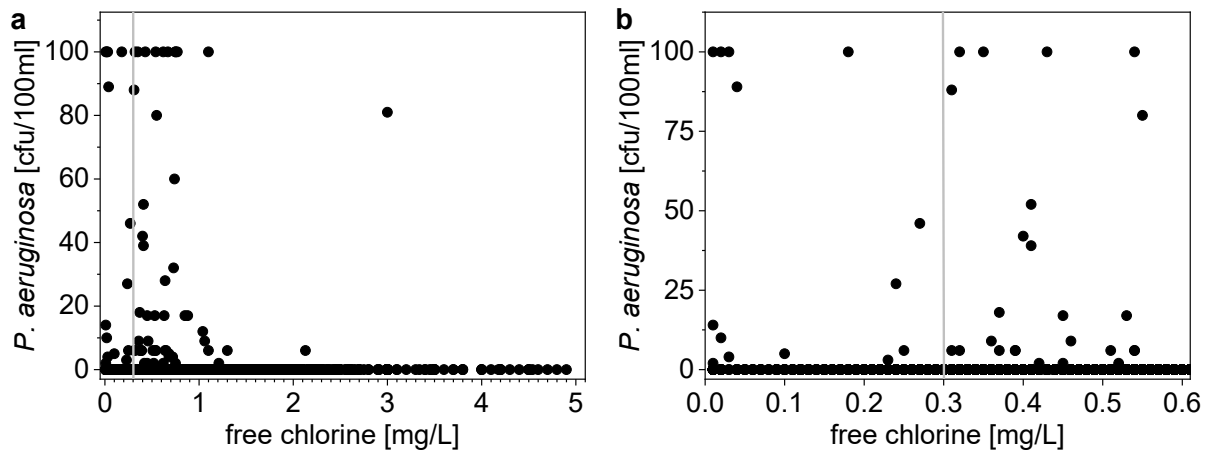 a
P. aeruginosa [cfu/100ml]
100
80
60
40
20
0
0 1 2 3 4 5
free chlorine [mg/L]
b
P. aeruginosa [cfu/100ml]
100
75
50
25
0
0.0 0.1 0.2 0.3 0.4 0.5 0.6
free chlorine [mg/L]